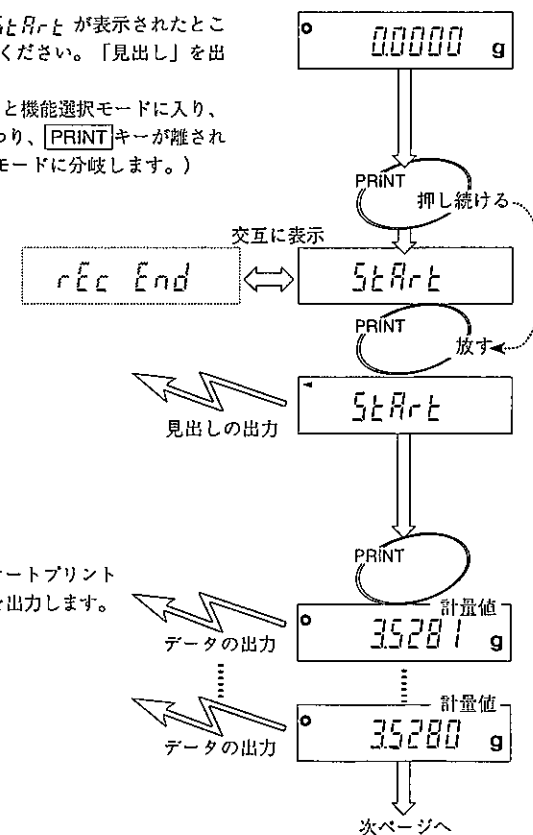 StArt が表示されたとこ
ください。「見出し」を出
と機能選択モードに入り、
つり、PRINTキーが離され
モードに分岐します。)
0.0000 g
PRINT
押し続ける
交互に表示
rEc End
StArt
PRINT
放す
StArt
見出しの出力
PRINT
ートプリント
を出力します。
計量値
3.5281 g
データの出力
計量値
3.5280 g
データの出力
次ページへ